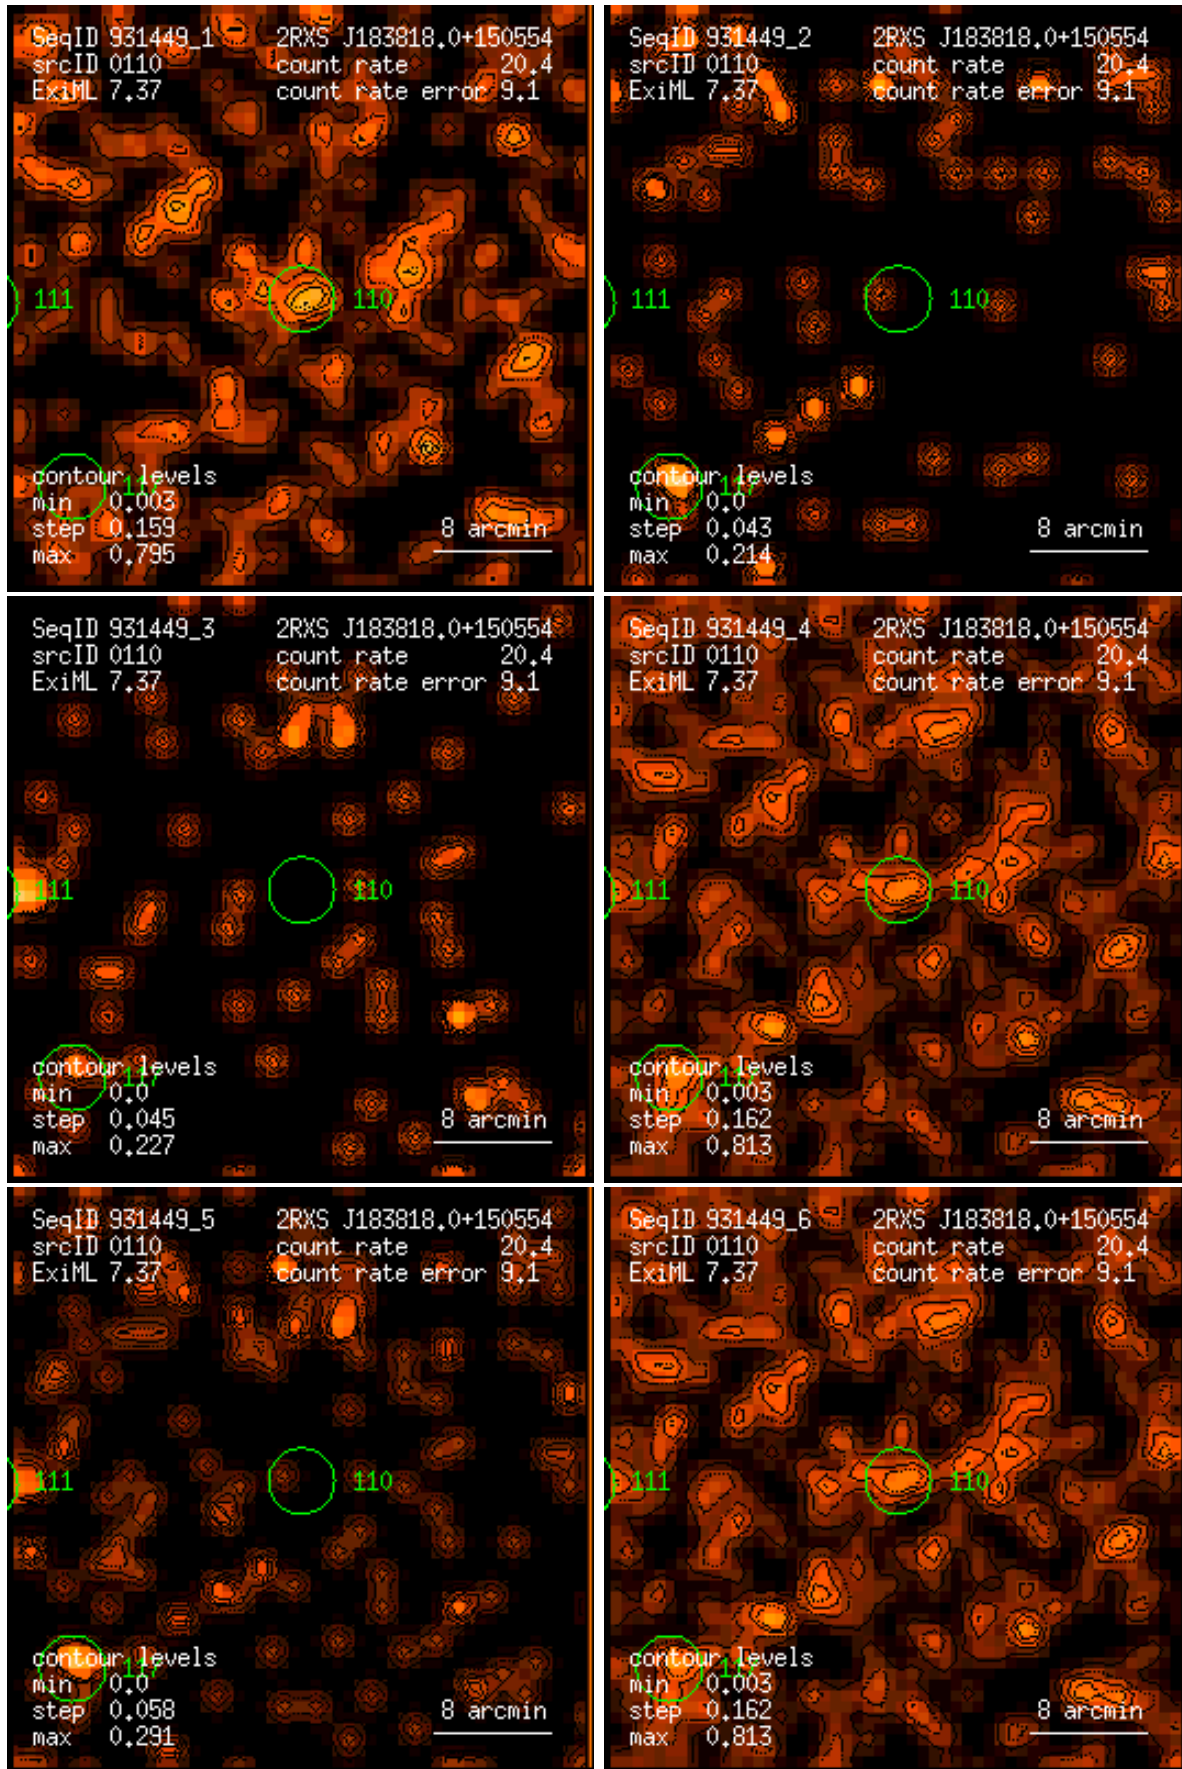 SeqID 931449_1 2RXS J183818.0+150554
srcID 0110 count rate 20.4
ExiML 7.37 count rate error 9.1
111 110
contour levels
117
min 0.003
step 0.159 8 arcmin
max 0.795
SeqID 931449_2 2RXS J183818.0+150554
srcID 0110 count rate 20.4
ExiML 7.37 count rate error 9.1
111 110
contour levels
117
min 0.0
step 0.043 8 arcmin
max 0.214
SeqID 931449_3 2RXS J183818.0+150554
srcID 0110 count rate 20.4
ExiML 7.37 count rate error 9.1
111 110
contour levels
117
min 0.0
step 0.045 8 arcmin
max 0.227
SeqID 931449_4 2RXS J183818.0+150554
srcID 0110 count rate 20.4
ExiML 7.37 count rate error 9.1
111 110
contour levels
117
min 0.003
step 0.162 8 arcmin
max 0.813
SeqID 931449_5 2RXS J183818.0+150554
srcID 0110 count rate 20.4
ExiML 7.37 count rate error 9.1
111 110
contour levels
117
min 0.0
step 0.058 8 arcmin
max 0.291
SeqID 931449_6 2RXS J183818.0+150554
srcID 0110 count rate 20.4
ExiML 7.37 count rate error 9.1
111 110
contour levels
117
min 0.003
step 0.162 8 arcmin
max 0.813